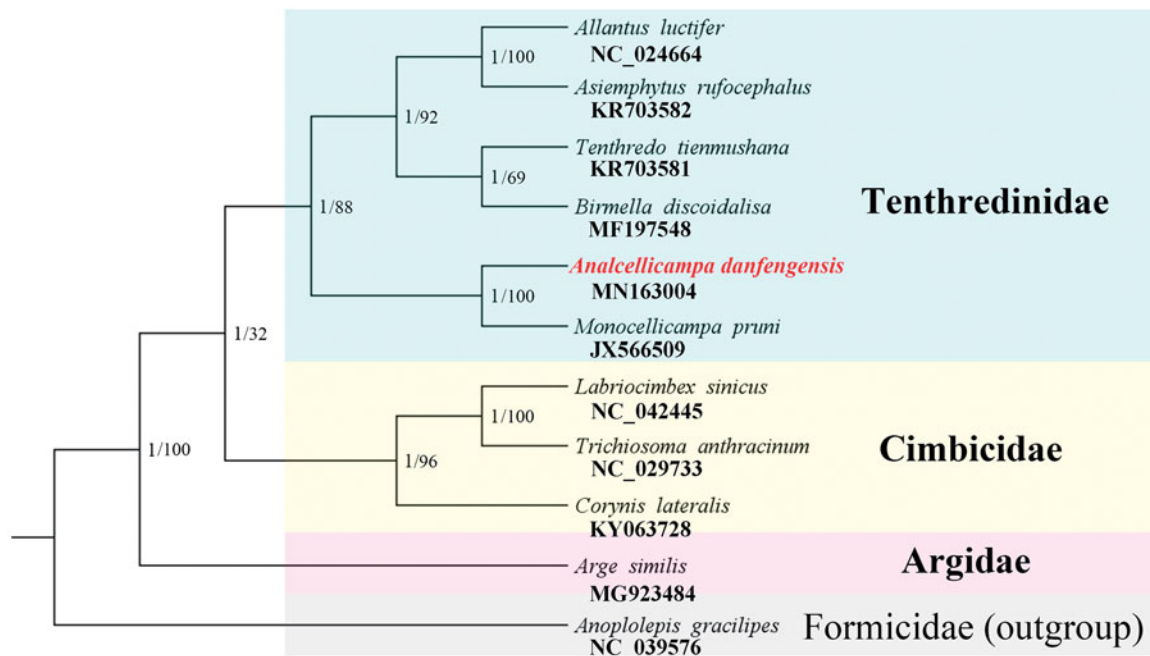 Allantus luctifer
NC_024664
1/100
Asiemphytus rufocephalus
KR703582
1/92
Tenthredo tienmushana
KR703581
1/69
Birmella discoidalisa
MF197548
1/88
Tenthredinidae
Analcellicampa danfengensis
MN163004
1/100
Monocellicampa pruni
JX566509
1/32
Labriocimbex sinicus
NC_042445
1/100
Trichiosoma anthracinum
NC_029733
1/96
Cimbicidae
Corynis lateralis
KY063728
1/100
Arge similis
MG923484
Argidae
Anoplolepis gracilipes
NC_039576
Formicidae (outgroup)